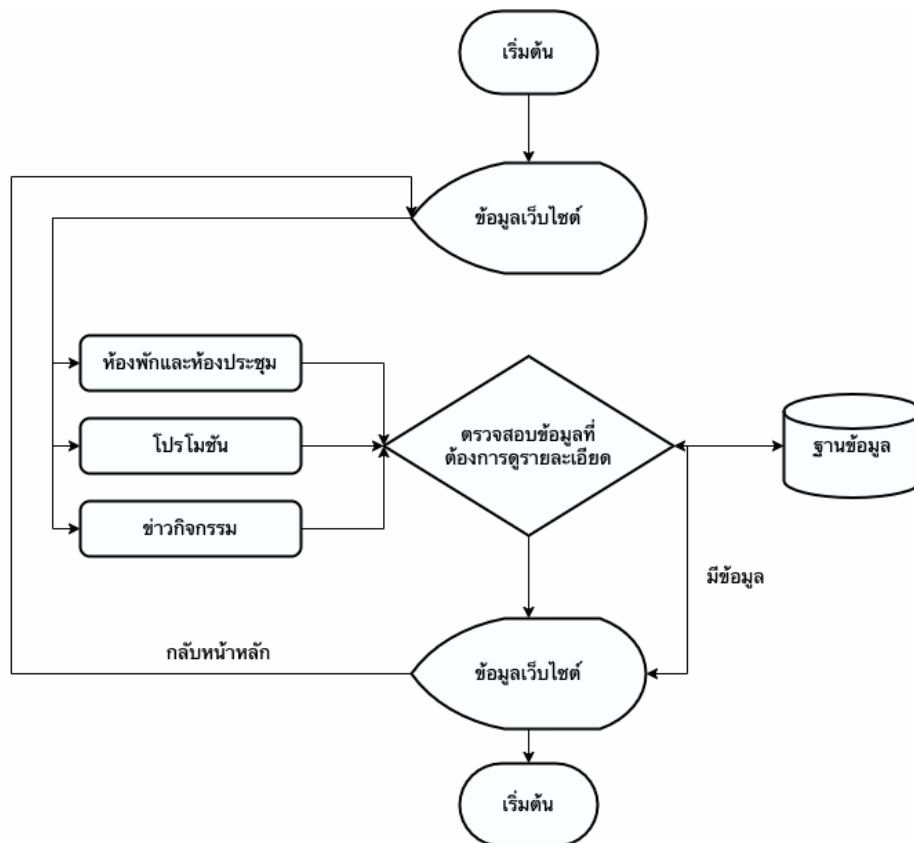 เริ่มต้น
ข้อมูลเว็บไซต์
ห้องพักและห้องประชุม
โปรโมชัน
ข่าวกิจกรรม
ตรวจสอบข้อมูลที่
ต้องการดูรายละเอียด
ฐานข้อมูล
มีข้อมูล
กลับหน้าหลัก
ข้อมูลเว็บไซต์
เริ่มต้น